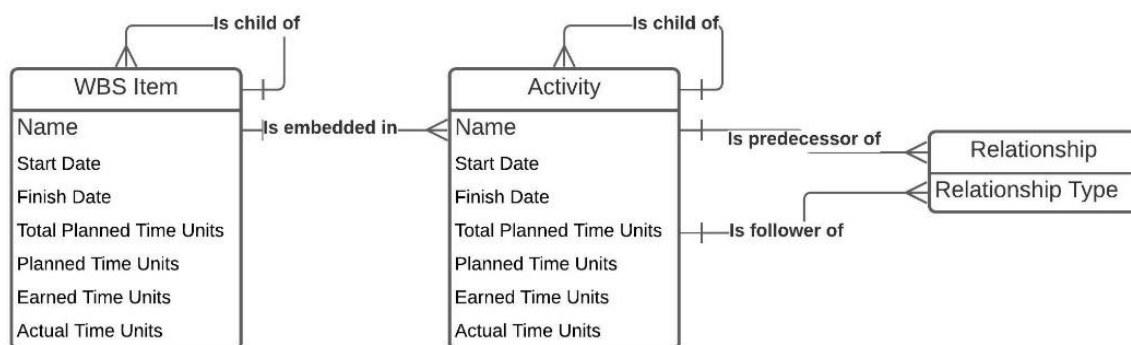 Is child of
Is child of
WBS Item
Name
Start Date
Finish Date
Total Planned Time Units
Planned Time Units
Earned Time Units
Actual Time Units
Is embedded in
Activity
Name
Start Date
Finish Date
Total Planned Time Units
Planned Time Units
Earned Time Units
Actual Time Units
Is predecessor of
Is follower of
Relationship
Relationship Type